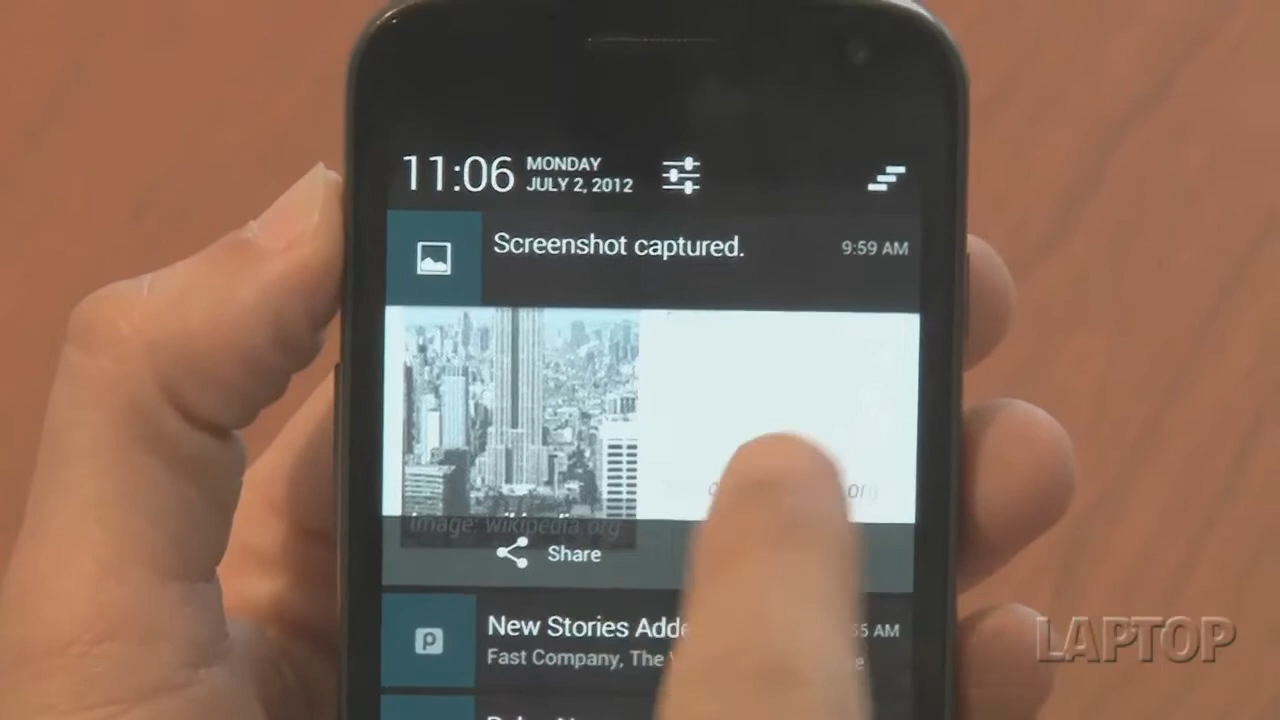 11:06
MONDAY
JULY 2, 2012
Screenshot captured.
9:59 AM
image: wikipedia.org
org
Share
New Stories
AM
Fast Company, The
LAPTOP